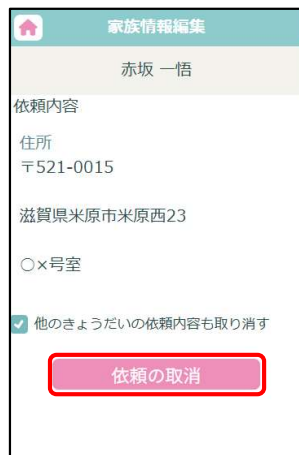 家族情報編集
赤坂 一悟
依頼内容
住所
〒521-0015
滋賀県米原市米原西23
○×号室
他のきょうだいの依頼内容も取り消す
依頼の取消